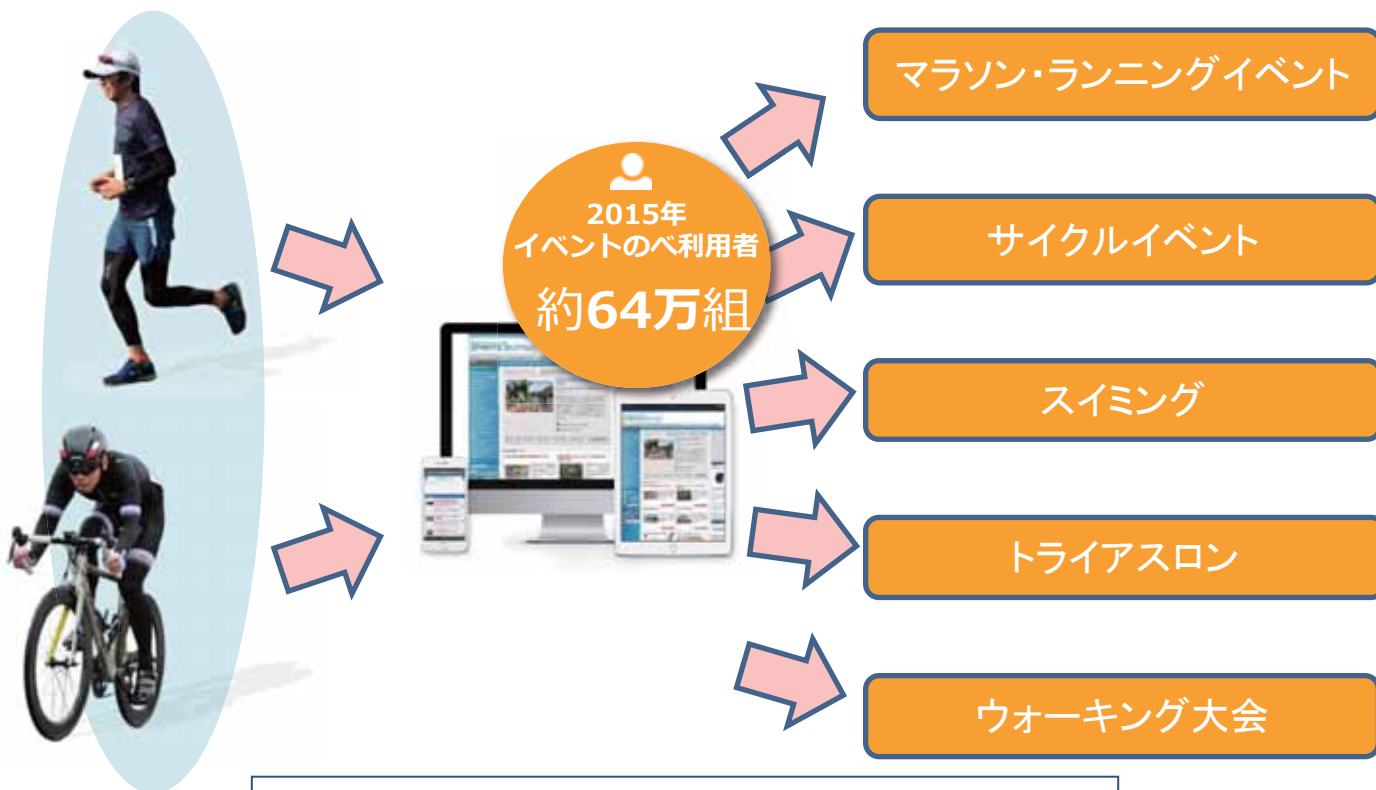 2015年
イベントのべ利用者
約64万組
マラソン・ランニングイベント
サイクルイベント
スイミング
トライアスロン
ウォーキング大会